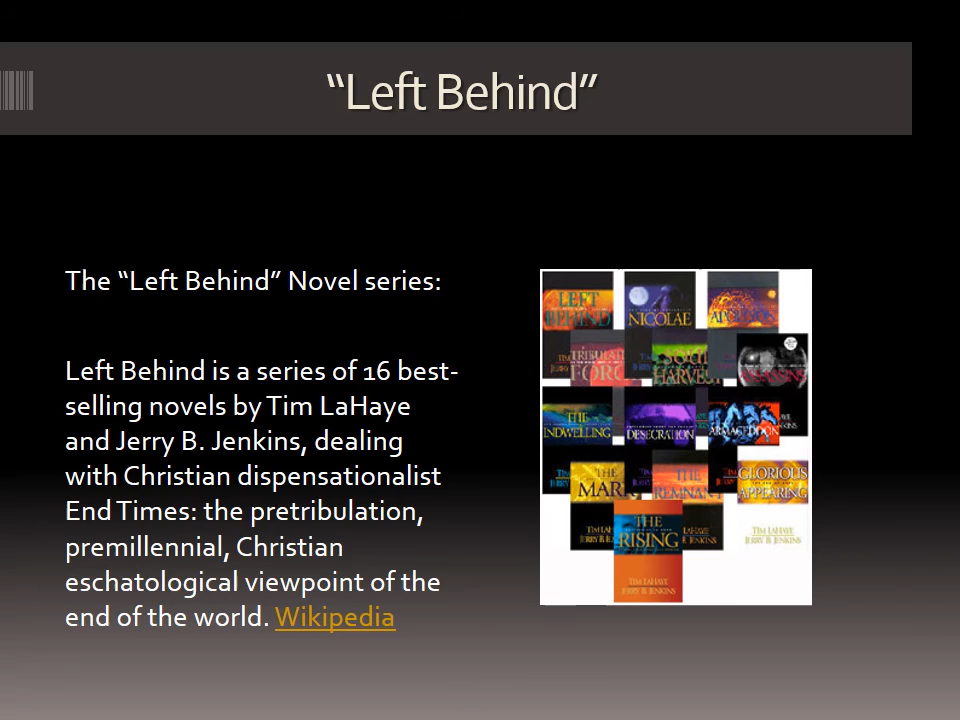 “Left Behind”
The “Left Behind” Novel series:
Left Behind is a series of 16 best-
selling novels by Tim LaHaye
and Jerry B. Jenkins, dealing
with Christian dispensationalist
End Times: the pretribulation,
premillennial, Christian
eschatological viewpoint of the
end of the world. Wikipedia
LEFT
BEHIND
NICOLAE
SOUL
HARVEST
ASSASSINS
THE
INDWELLING
DESECRATION
ARMAGEDDON
THE
MARK
THE
REMNANT
GLORIOUS
APPEARING
TIM LAHAYE
JERRY B. JENKINS
THE
RISING
TIM LAHAYE
JERRY B. JENKINS